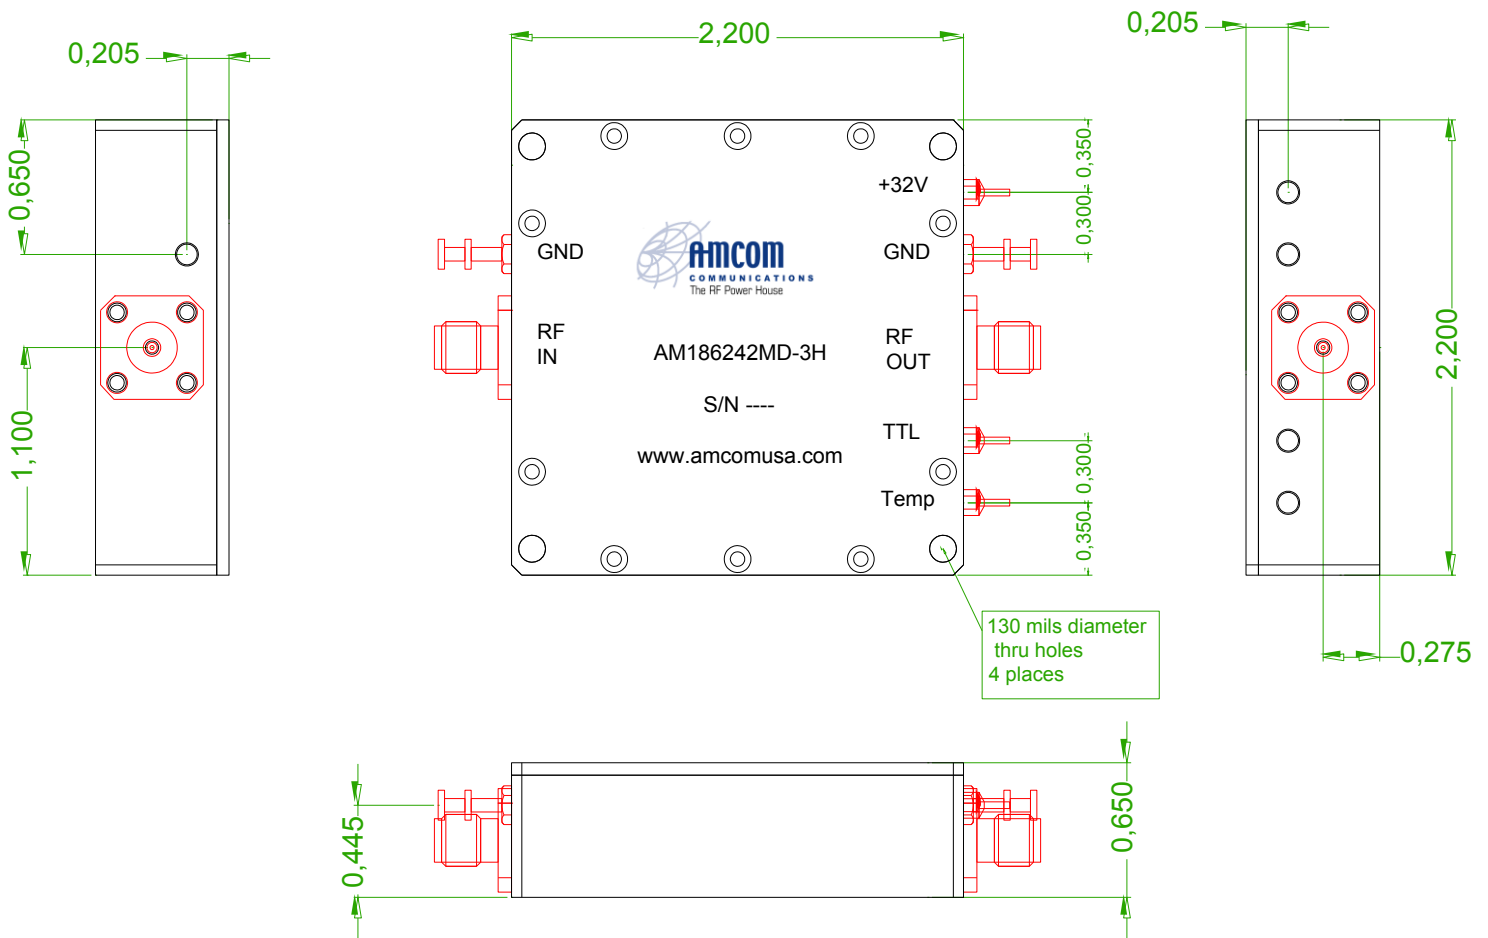 0,205
2,200
0,205
0,650
1,100
0,350
0,300
+32V
GND
GND
AMCOM
COMMUNICATIONS
The RF Power House
RF
IN
AM186242MD-3H
RF
OUT
S/N ----
TTL
www.amcomusa.com
Temp
0,300
0,350
2,200
130 mils diameter
thru holes
4 places
0,275
0,445
0,650